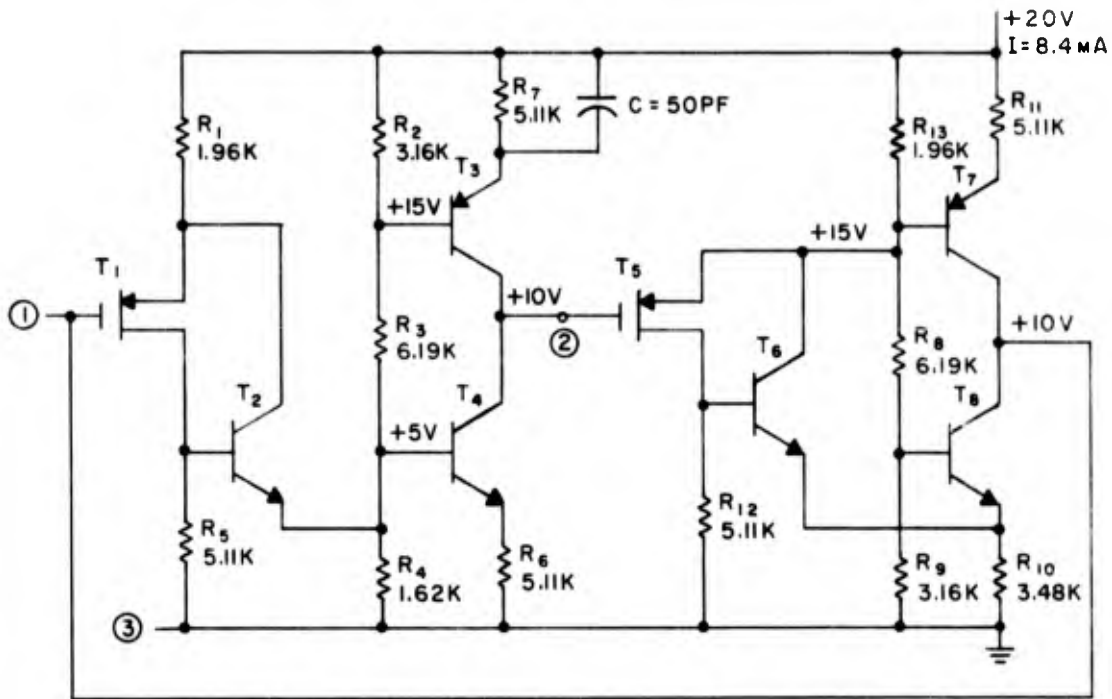 +20V
I=8.4MA
R1
1.96K
R2
3.16K
R7
5.11K
C = 50PF
R13
1.96K
R11
5.11K
T3
T7
+15V
+15V
T1
T5
①
+10V
②
+10V
R3
6.19K
R8
6.19K
T2
T4
T6
T8
+5V
R5
5.11K
R4
1.62K
R6
5.11K
R12
5.11K
R9
3.16K
R10
3.48K
③